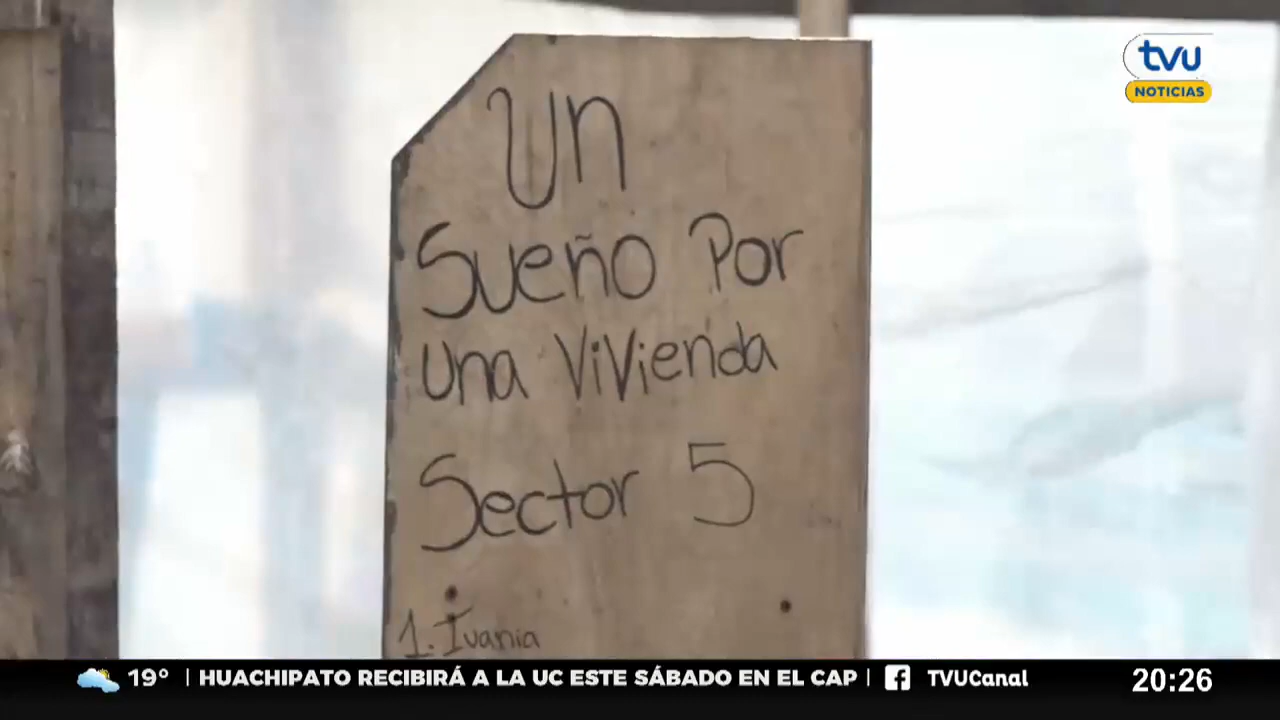 tvu
NOTICIAS
Un
Sueño Por
una Vivienda
Sector 5
1. Ivania
19° | HUACHIPATO RECIBIRÁ A LA UC ESTE SÁBADO EN EL CAP | TVUCanal 20:26